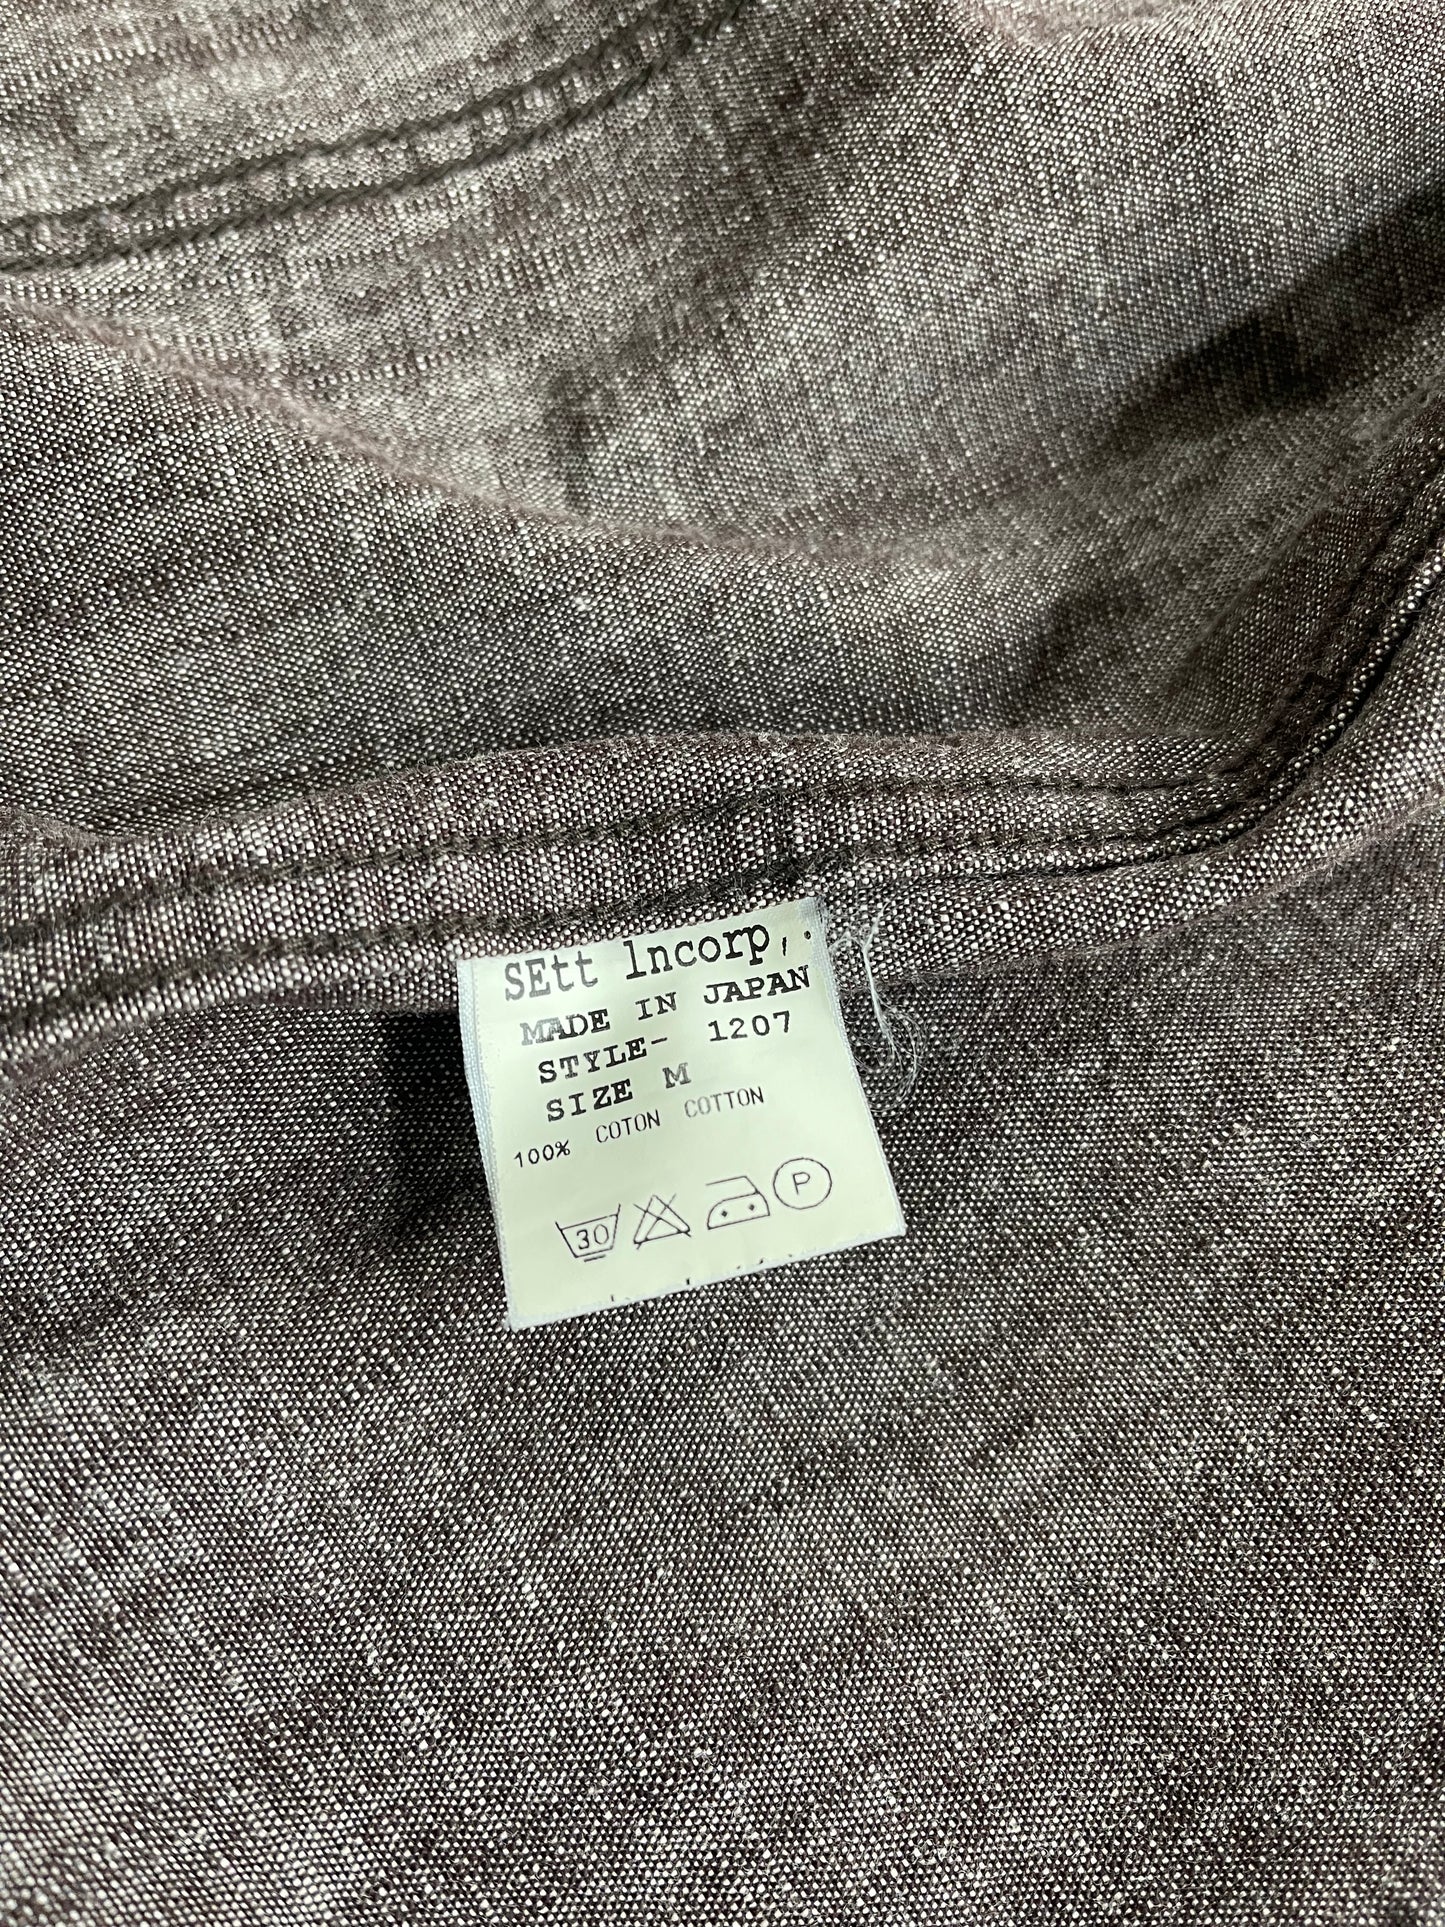 SEtt lncorp,.
MADE IN JAPAN
STYLE- 1207
SIZE M
100% COTON COTTON
30 P